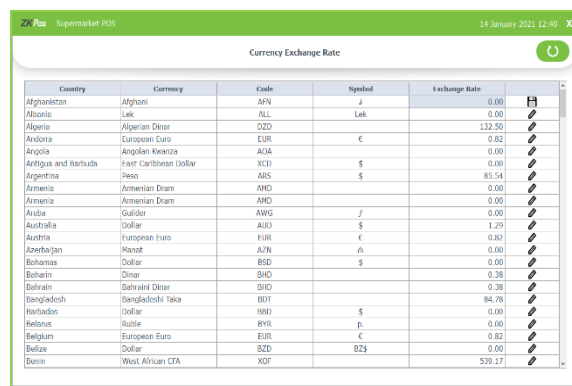 ZKPos Supermarket POS 14 January 2021 12:40 X
Currency Exchange Rate
Country Currency Code Symbol Exchange Rate
Afghanistan Afghani AFN ؋ 0.00
Albania Lek ALL Lek 0.00
Algeria Algerian Dinar DZD 132.50
Andorra European Euro EUR € 0.82
Angola Angolan Kwanza AOA 0.00
Antigua and Barbuda East Caribbean Dollar XCD $ 0.00
Argentina Peso ARS $ 85.54
Armenia Armenian Dram AMD 0.00
Armenia Armenian Dram AMD 0.00
Aruba Guilder AWG ƒ 0.00
Australia Dollar AUD $ 1.29
Austria European Euro EUR € 0.82
Azerbaijan Manat AZN ₼ 0.00
Bahamas Dollar BSD $ 0.00
Baharin Dinar BHD 0.38
Bahrain Bahraini Dinar BHD 0.38
Bangladesh Bangladeshi Taka BDT 84.78
Barbados Dollar BBD $ 0.00
Belarus Ruble BYR p. 0.00
Belgium European Euro EUR € 0.82
Belize Dollar BZD BZ$ 0.00
Benin West African CFA XOF 539.17